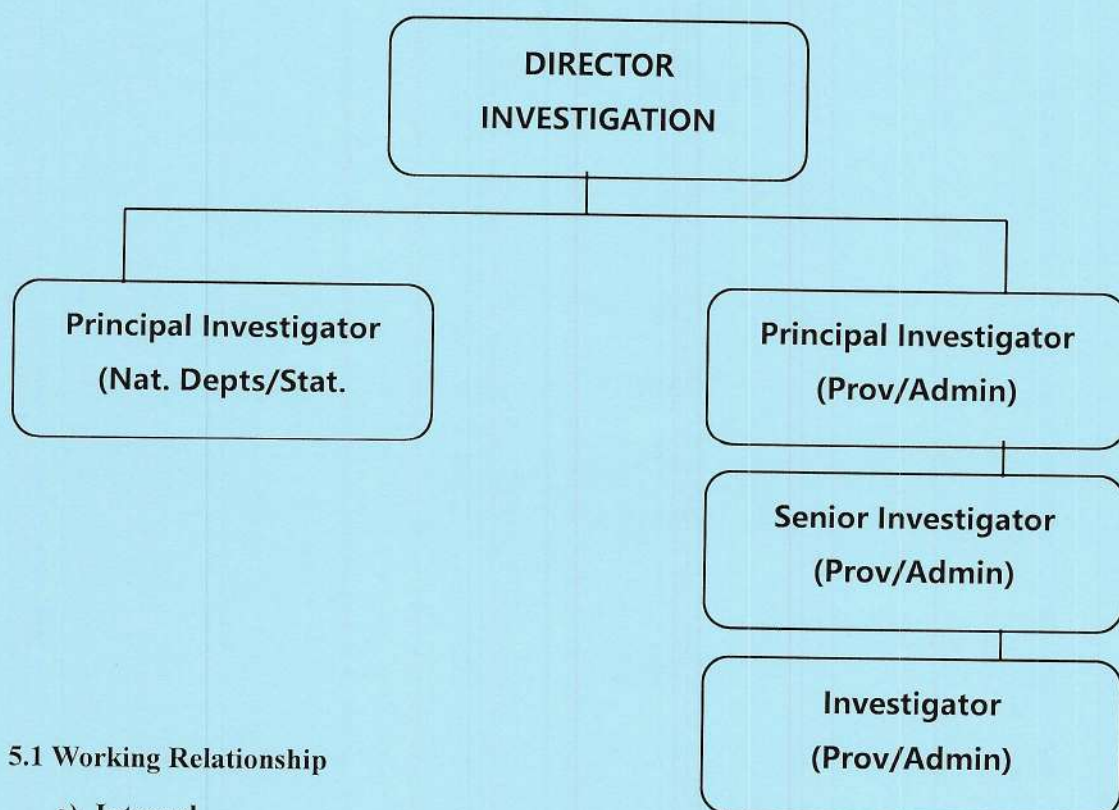 DIRECTOR
INVESTIGATION
Principal Investigator
(Nat. Depts/Stat.
Principal Investigator
(Prov/Admin)
Senior Investigator
(Prov/Admin)
Investigator
(Prov/Admin)
5.1 Working Relationship